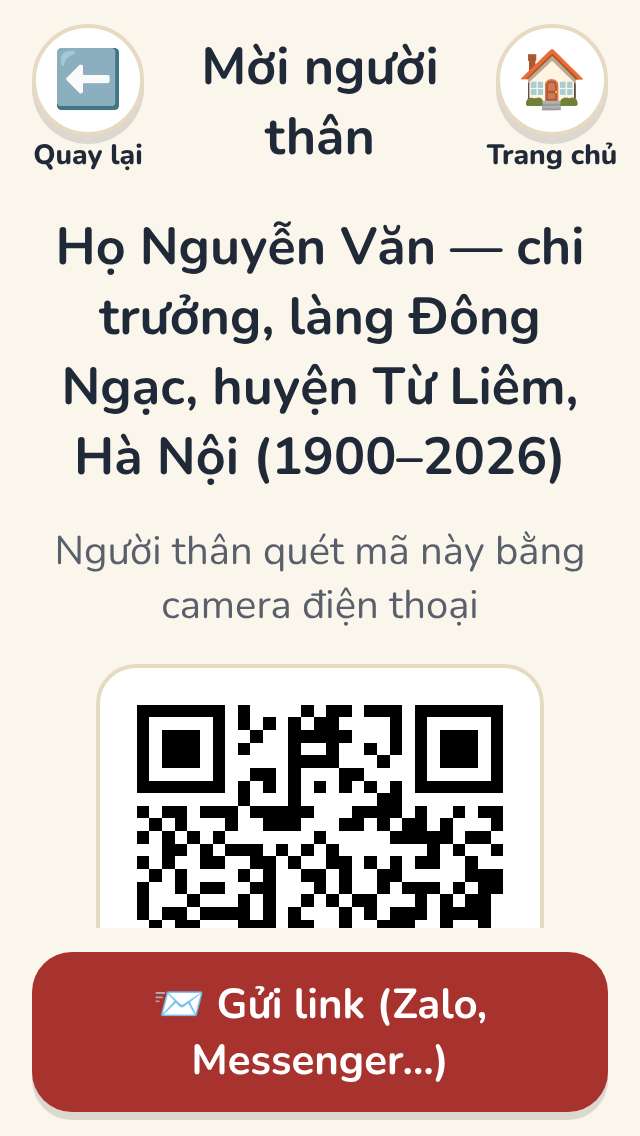 Mời người
thân
Quay lại
Trang chủ
Họ Nguyễn Văn — chi
trưởng, làng Đông
Ngạc, huyện Từ Liêm,
Hà Nội (1900–2026)
Người thân quét mã này bằng
camera điện thoại
📨 Gửi link (Zalo,
Messenger...)